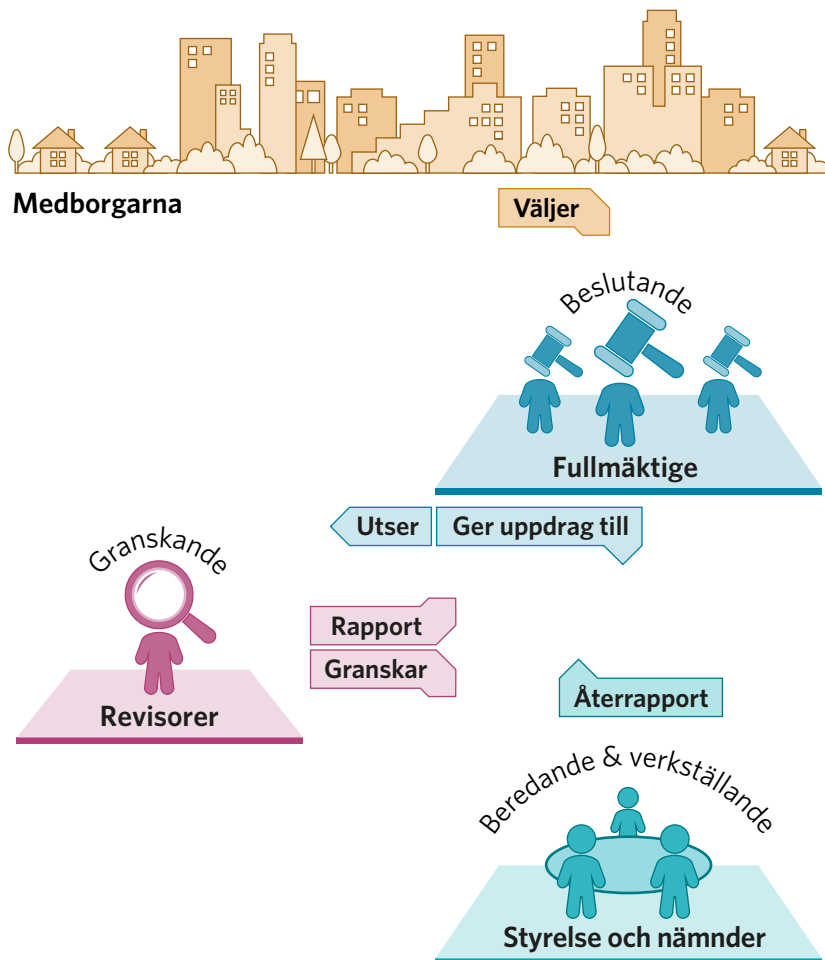 Medborgarna
Väljer
Beslutande
Fullmäktige
Utser
Ger uppdrag till
Granskande
Rapport
Granskar
Revisorer
Återrapport
Beredande & verkställande
Styrelse och nämnder